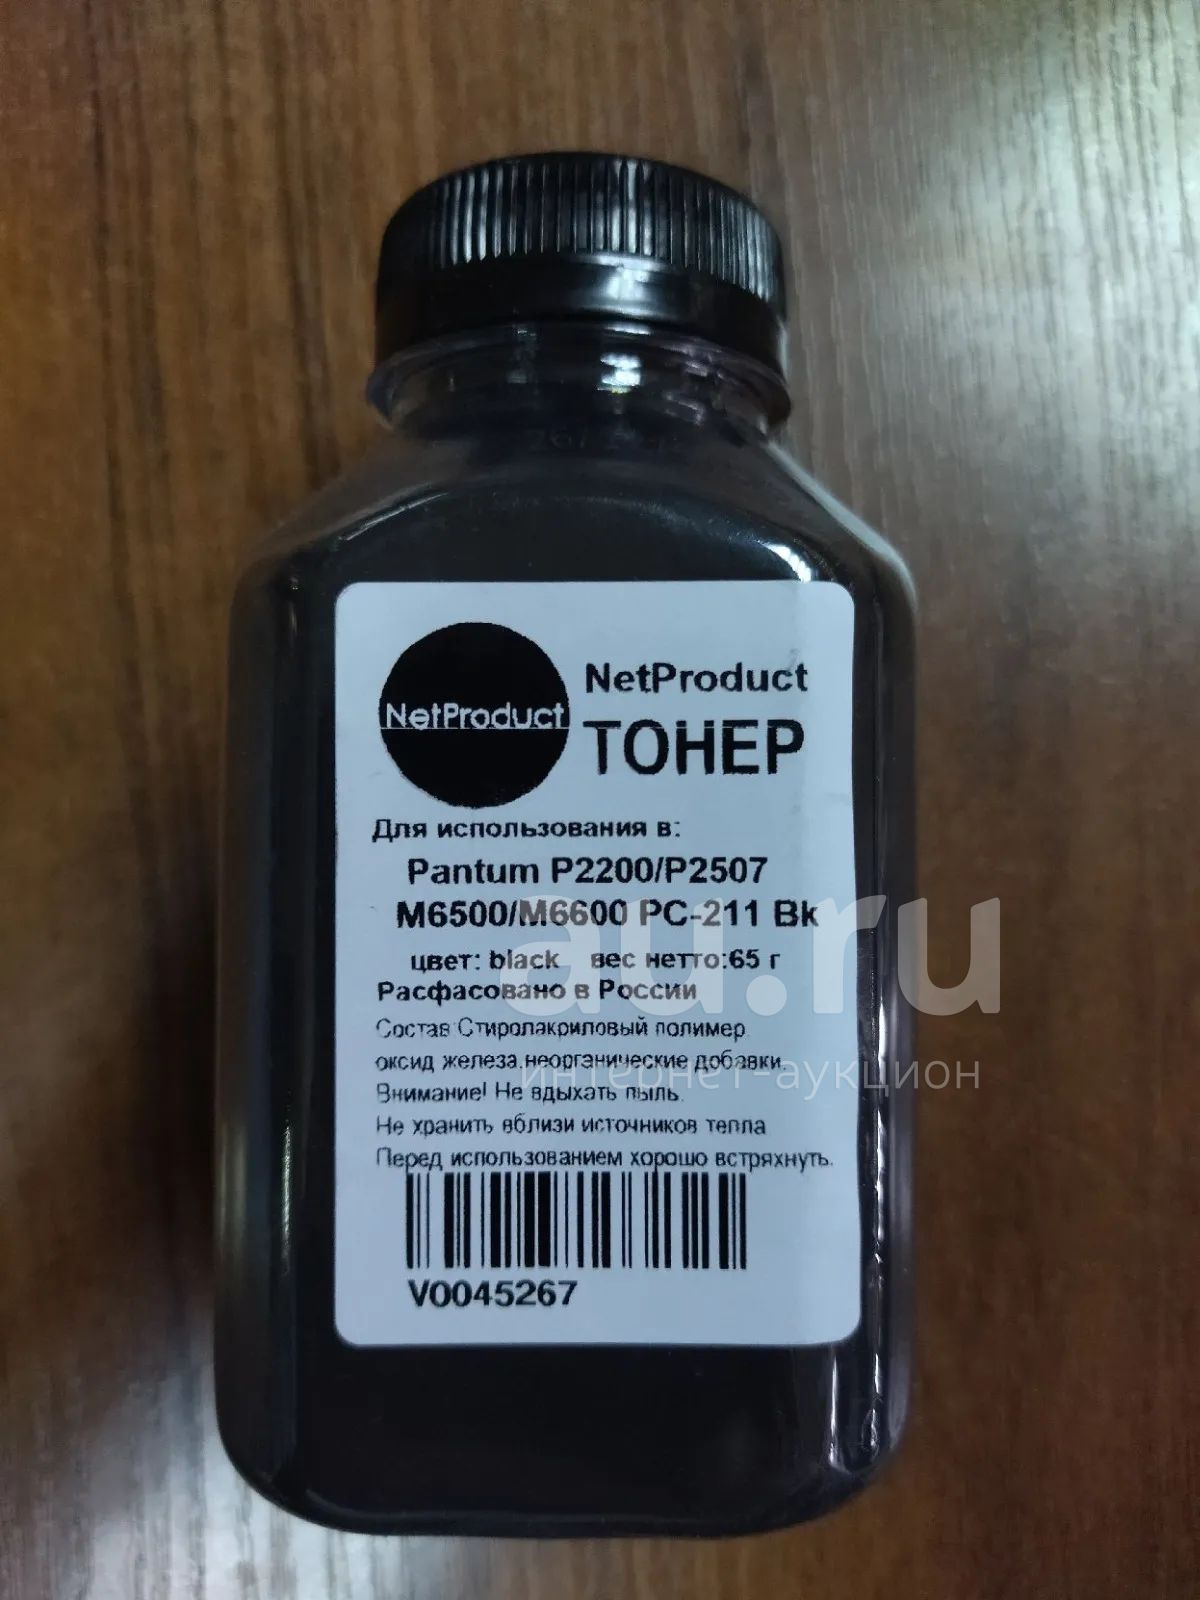 NetProduct
NetProduct
ТОНЕР
Для использования в:
Pantum P2200/P2507
M6500/M6600 PC-211 Bk
цвет: black вес нетто:65 г
Расфасовано в России
Состав Стиролакриловый полимер
оксид железа,неорганические добавки.
Внимание! Не вдыхать пыль.
Не хранить вблизи источников тепла
Перед использованием хорошо встряхнуть.
V0045267
au.ru
интернет-аукцион